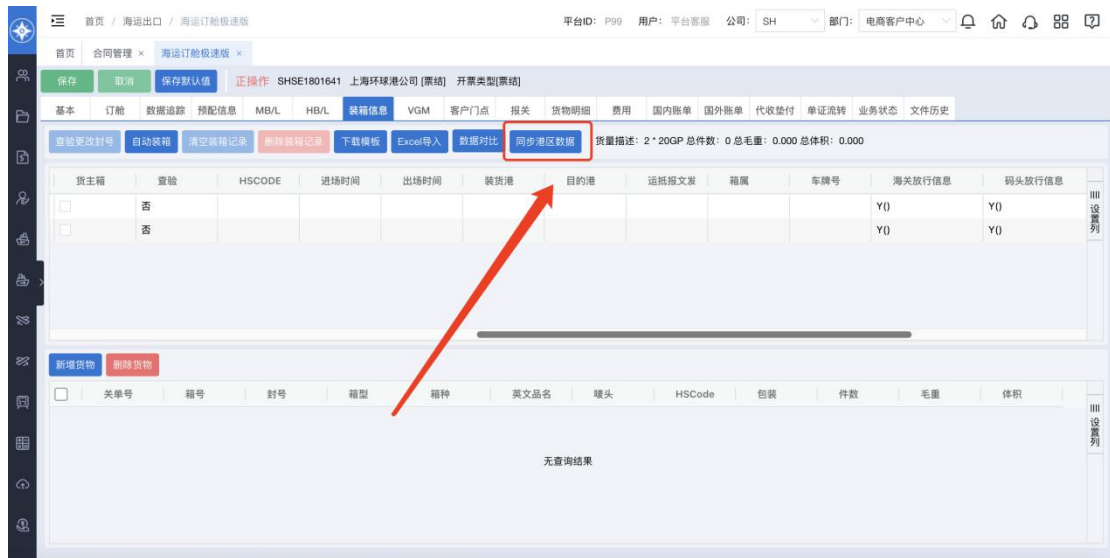 首页 / 海运出口 / 海运订舱极速版 平台ID: P99 用户: 平台客服 公司: SH 部门: 电商客户中心
首页 合同管理 × 海运订舱极速版 ×
保存 取消 保存默认值 正操作 SHSE1801641 上海环球港公司 [票结] 开票类型[票结]
基本 订舱 数据追踪 预配信息 MB/L HB/L 装箱信息 VGM 客户门点 报关 货物明细 费用 国内账单 国外账单 代收垫付 单证流转 业务状态 文件历史
查验更改封号 自动装箱 清空装箱记录 删除装箱记录 下载模板 Excel导入 数据对比 同步港区数据 货量描述: 2 * 20GP 总件数: 0 总毛重: 0.000 总体积: 0.000
货主箱 查验 HSCODE 进场时间 出场时间 装货港 目的港 运抵报文发 箱属 车牌号 海关放行信息 码头放行信息
否 Y() Y()
否 Y() Y()
设置列
新增货物 删除货物
关单号 箱号 封号 箱型 箱种 英文品名 唛头 HSCode 包装 件数 毛重 体积
设置列
无查询结果